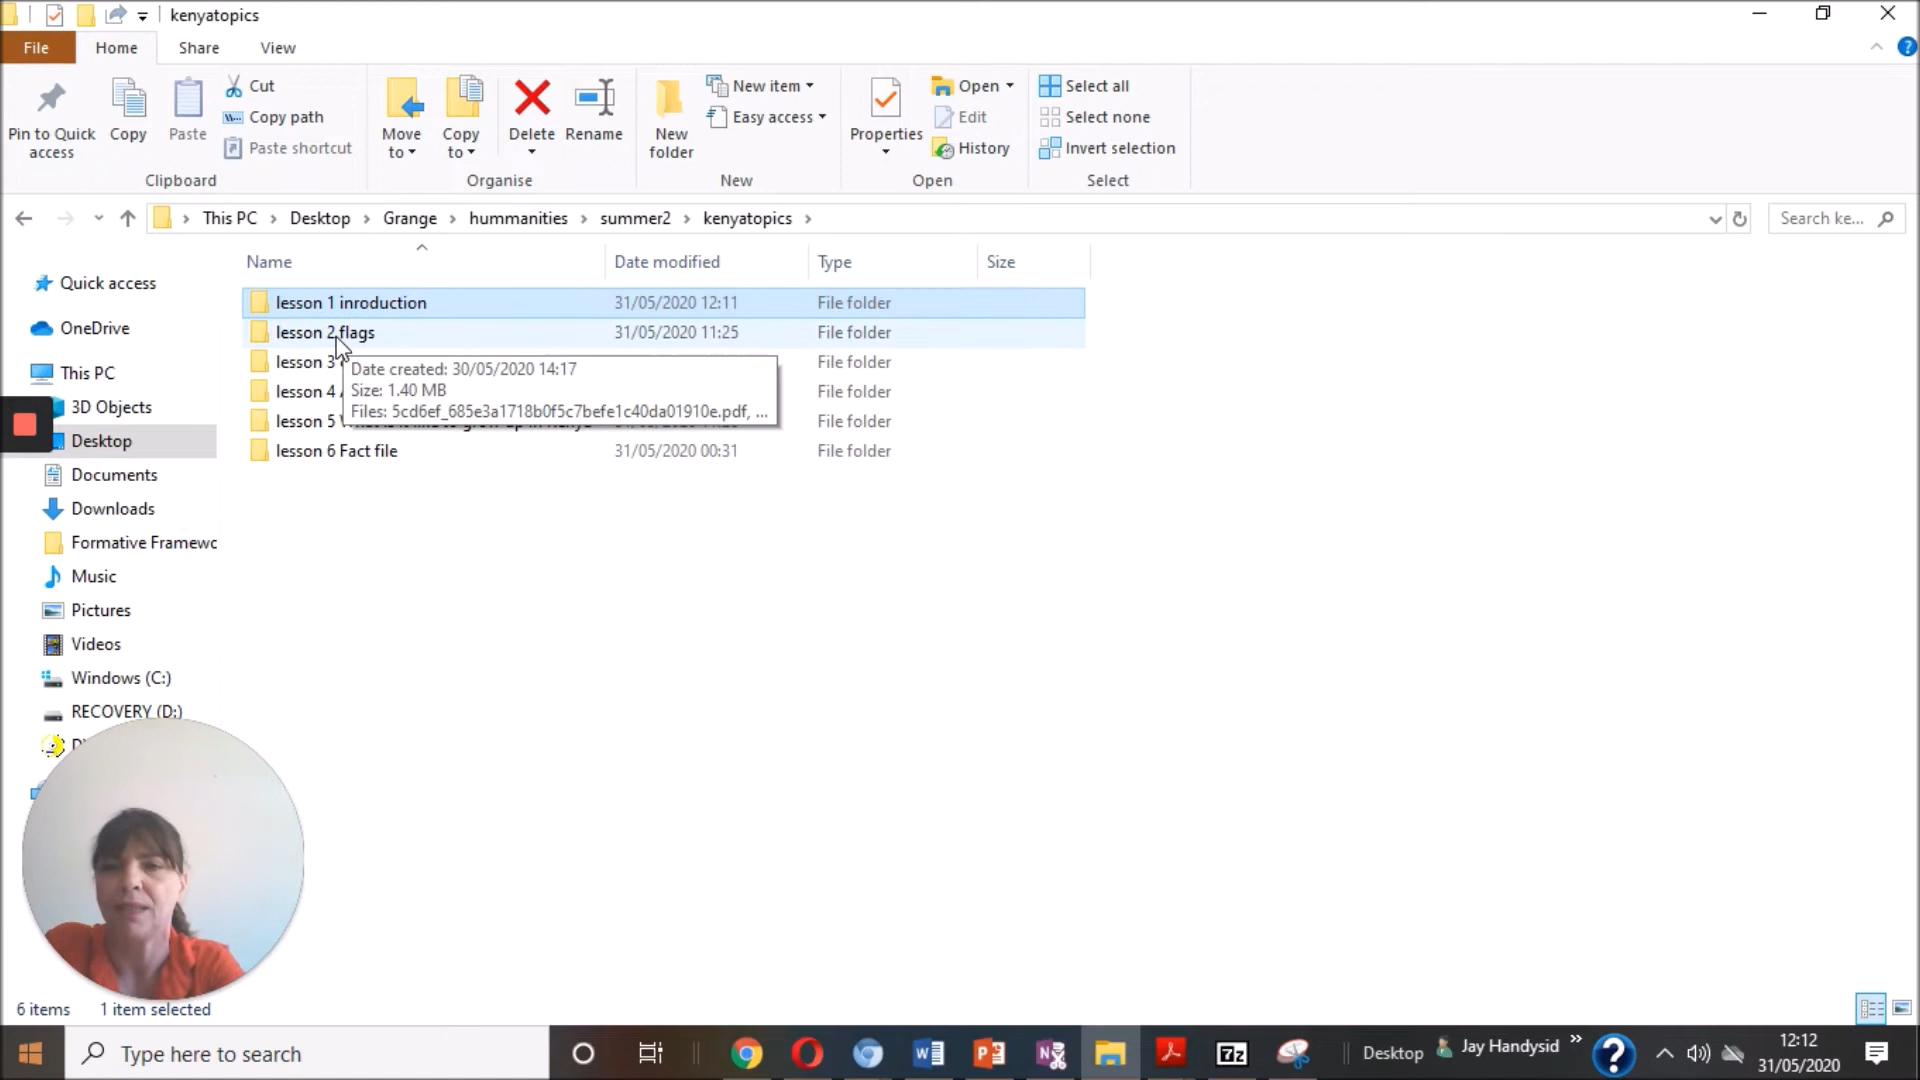 kenyatopics
File Home Share View
Pin to Quick access
Copy
Paste
Cut
Copy path
Paste shortcut
Clipboard
Move to
Copy to
Delete
Rename
Organise
New folder
New item
Easy access
New
Properties
Open
Edit
History
Open
Select all
Select none
Invert selection
Select
This PC Desktop Grange hummanities summer2 kenyatopics
Search ke...
Name Date modified Type Size
lesson 1 inroduction 31/05/2020 12:11 File folder
lesson 2 flags 31/05/2020 11:25 File folder
lesson 3 File folder
lesson 4 File folder
lesson 5 File folder
lesson 6 Fact file 31/05/2020 00:31 File folder
Date created: 30/05/2020 14:17
Size: 1.40 MB
Files: 5cd6ef_685e3a1718b0f5c7befe1c40da01910e.pdf, ...
Quick access
OneDrive
This PC
3D Objects
Desktop
Documents
Downloads
Formative Framewo
Music
Pictures
Videos
Windows (C:)
RECOVERY (D:)
6 items 1 item selected
Type here to search
Desktop
Jay Handysid
12:12
31/05/2020